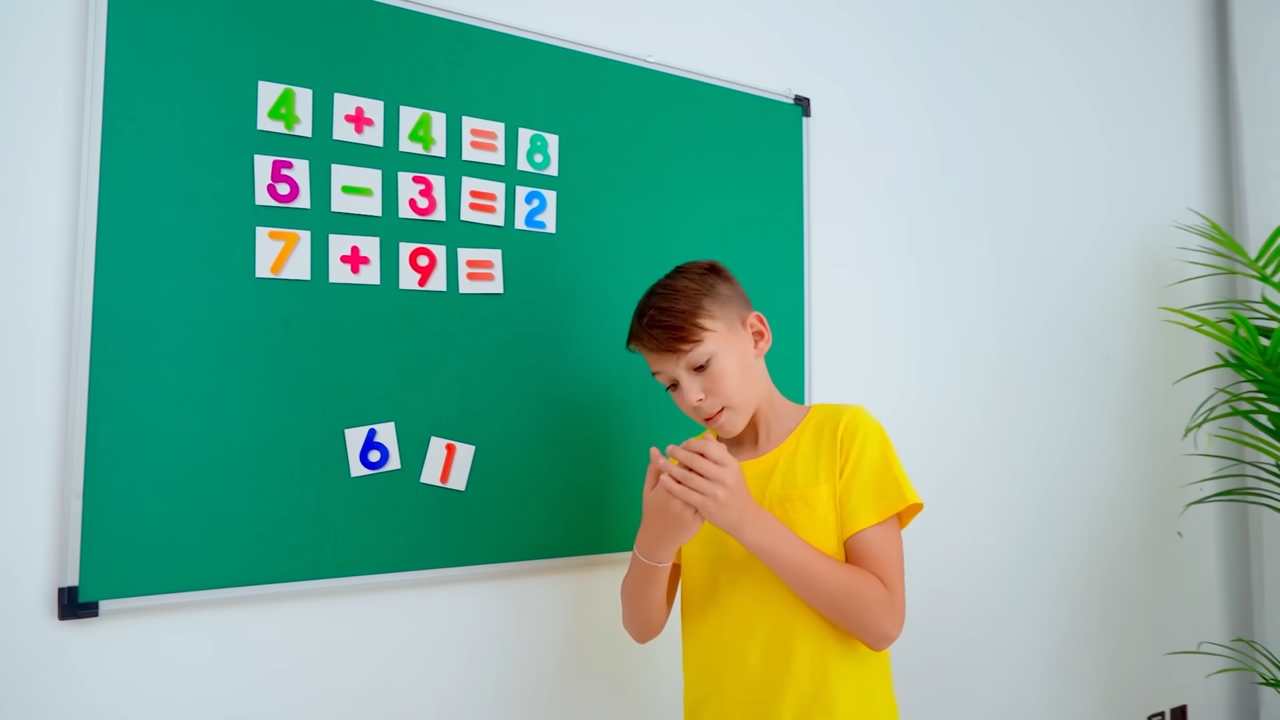 4 + 4 = 8
5 - 3 = 2
7 + 9 =
6 1